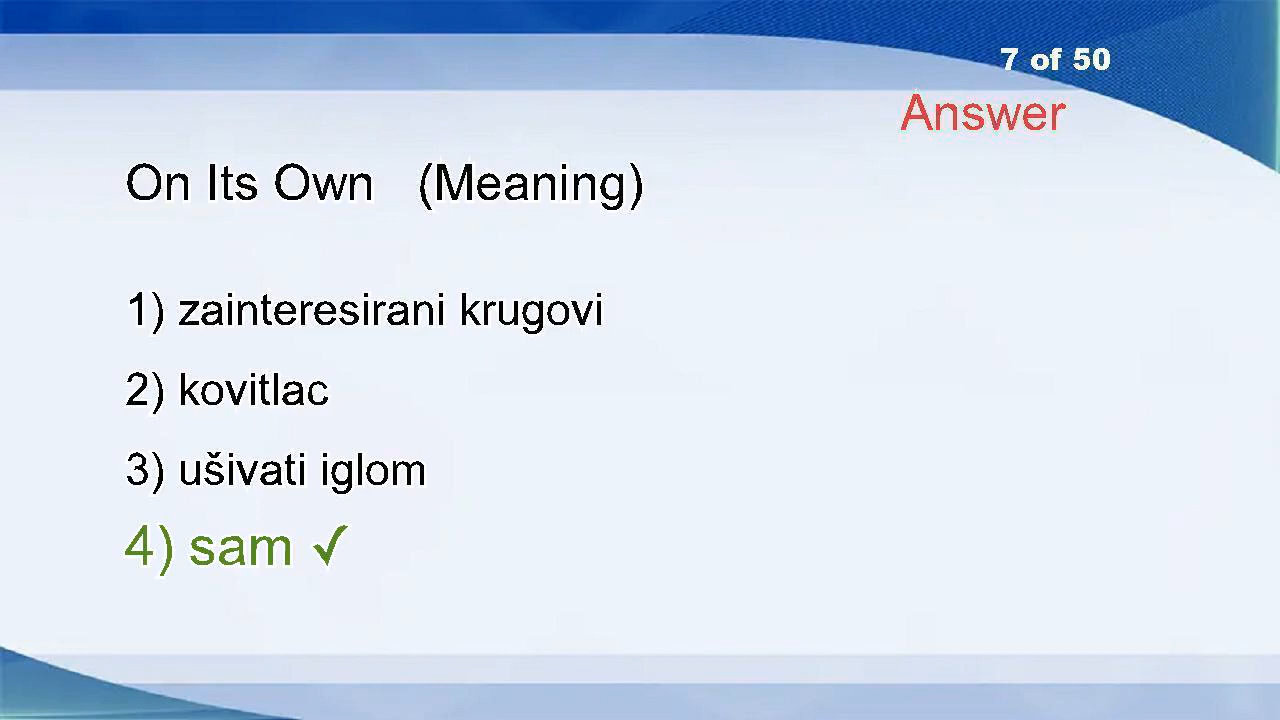 7 of 50
Answer
On Its Own (Meaning)
1) zainteresirani krugovi
2) kovitlac
3) ušivati iglom
4) sam ✓